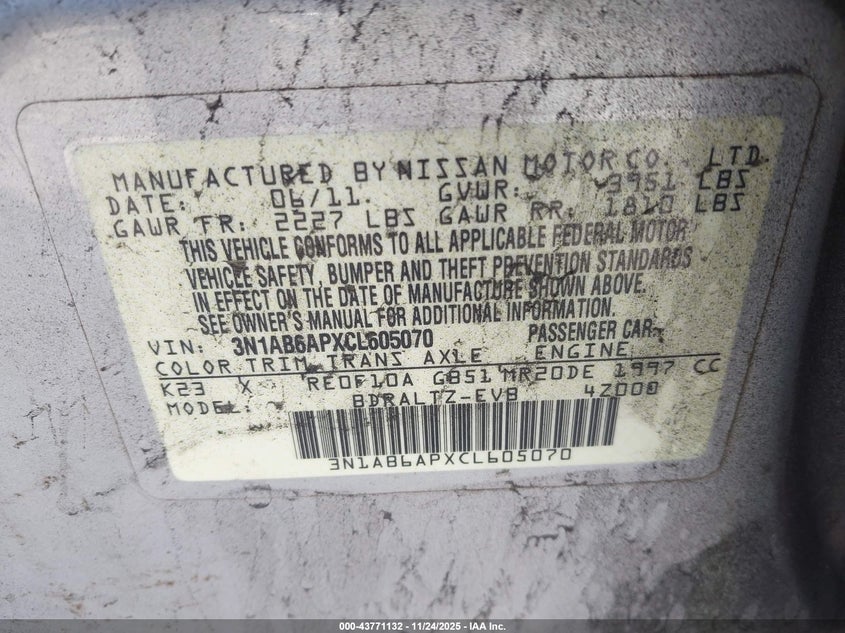 MANUFACTURED BY NISSAN MOTOR CO., LTD.
DATE: 06/11. GVWR: 3951 LBS
GAWR FR: 2227 LBS GAWR RR: 1810 LBS
THIS VEHICLE CONFORMS TO ALL APPLICABLE FEDERAL MOTOR
VEHICLE SAFETY, BUMPER AND THEFT PREVENTION STANDARDS
IN EFFECT ON THE DATE OF MANUFACTURE SHOWN ABOVE.
SEE OWNER'S MANUAL FOR ADDITIONAL INFORMATION.
VIN: 3N1AB6APXCL605070 PASSENGER CAR
COLOR TRIM TRANS AXLE ENGINE
K23 X RE0F10A GB51 MR20DE 1997 CC
MODEL: BDRALTZ-EVB 4Z000
3N1AB6APXCL605070
000-43771132 - 11/24/2025 - IAA Inc.